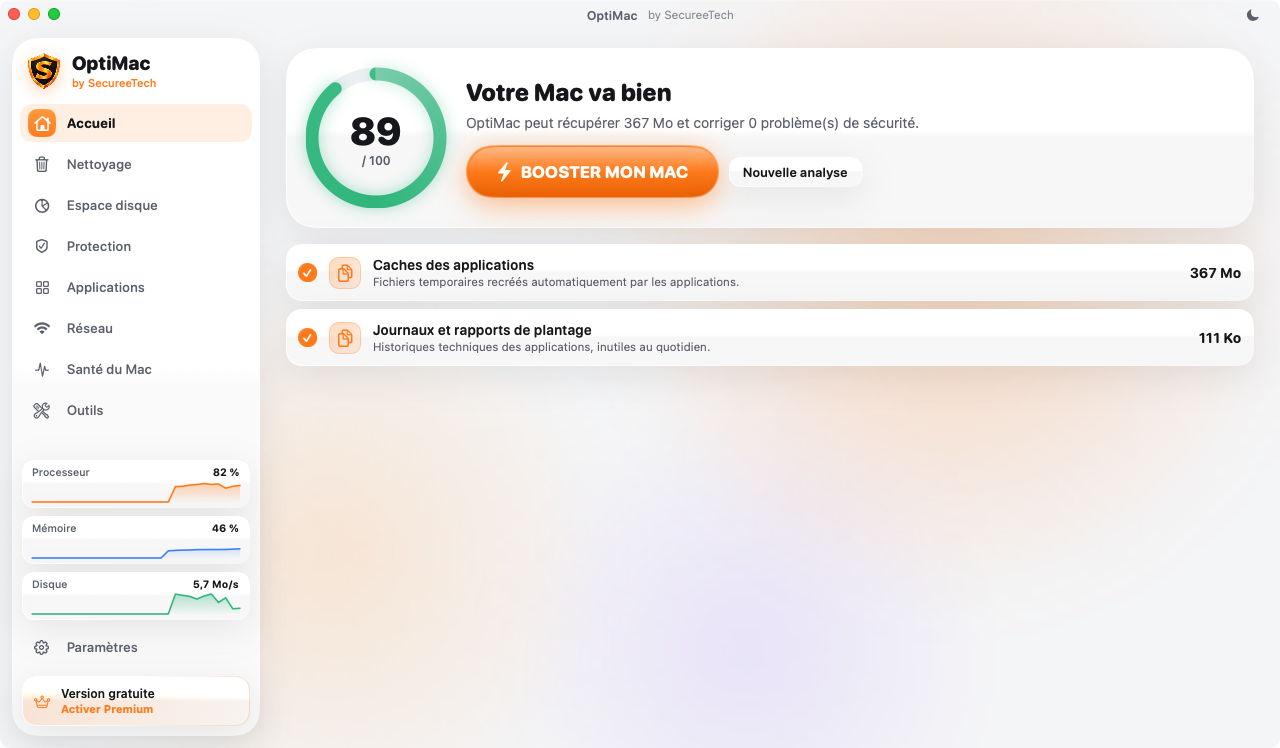 OptiMac by SecureeTech
OptiMac
by SecureeTech
Accueil
Nettoyage
Espace disque
Protection
Applications
Réseau
Santé du Mac
Outils
Processeur 82 %
Mémoire 46 %
Disque 5,7 Mo/s
Paramètres
Version gratuite
Activer Premium
89
/ 100
Votre Mac va bien
OptiMac peut récupérer 367 Mo et corriger 0 problème(s) de sécurité.
BOOSTER MON MAC
Nouvelle analyse
Caches des applications
Fichiers temporaires recréés automatiquement par les applications.
367 Mo
Journaux et rapports de plantage
Historiques techniques des applications, inutiles au quotidien.
111 Ko